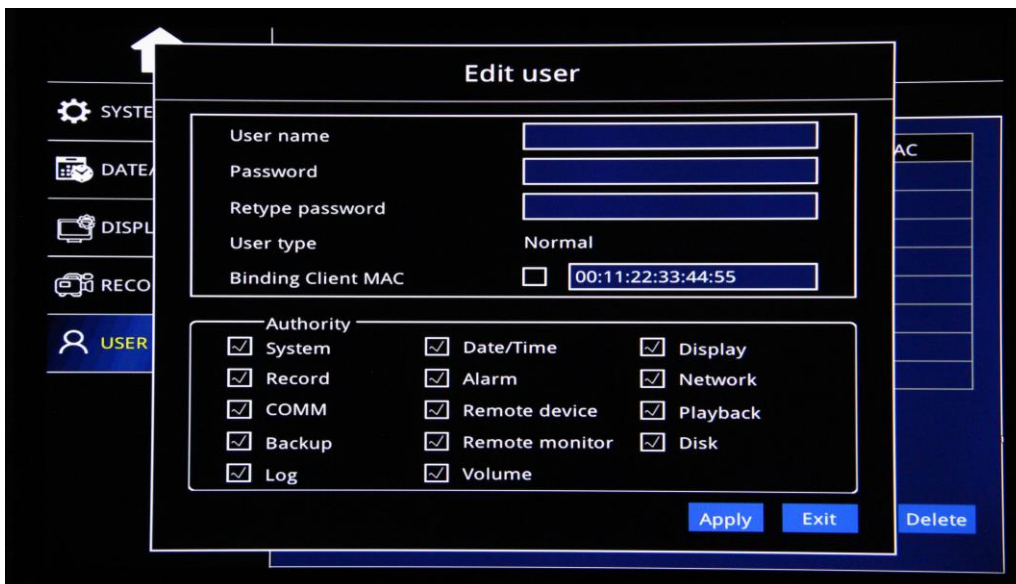 Edit user
SYSTE
DATE/
DISPL
RECO
USER
AC
User name
Password
Retype password
User type Normal
Binding Client MAC 00:11:22:33:44:55
Authority
System Date/Time Display
Record Alarm Network
COMM Remote device Playback
Backup Remote monitor Disk
Log Volume
Apply Exit Delete